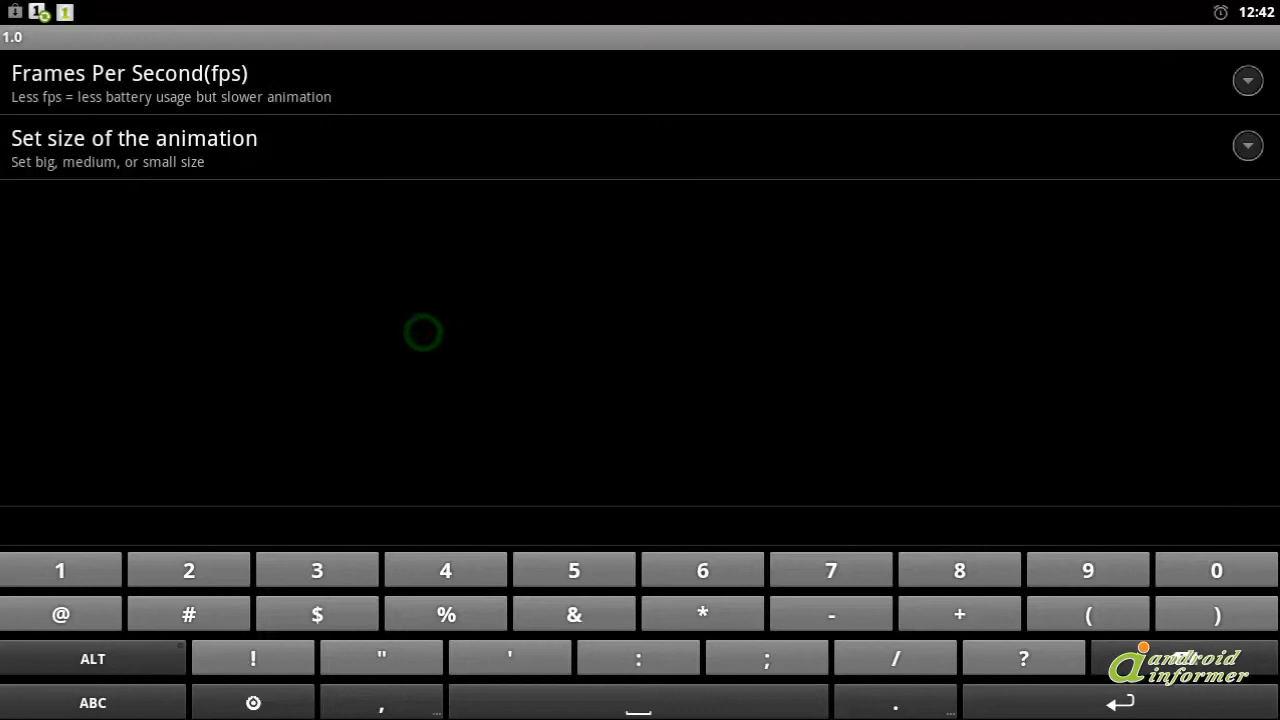 1 1 12:42
1.0
Frames Per Second(fps)
Less fps = less battery usage but slower animation
Set size of the animation
Set big, medium, or small size
1 2 3 4 5 6 7 8 9 0
@ # $ % & * - + ( )
ALT ! " ' : ; / ?
android
informer
ABC , ... . ...